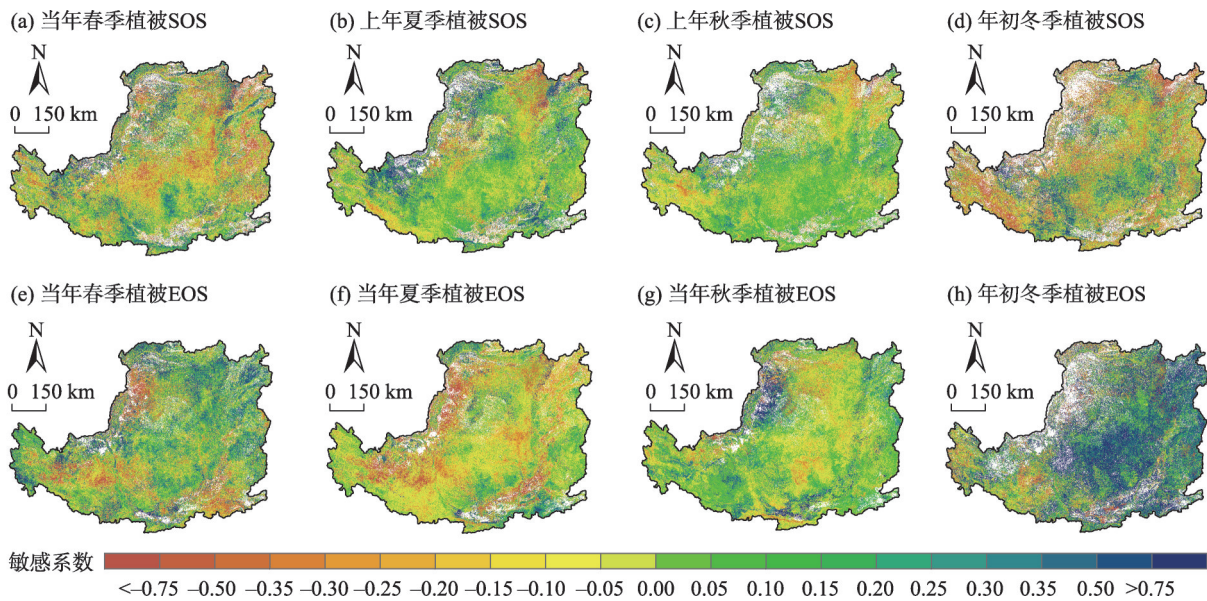 (a) 当年春季植被SOS
(b) 上年夏季植被SOS
(c) 上年秋季植被SOS
(d) 年初冬季植被SOS
N
N
N
N
0 150 km
0 150 km
0 150 km
0 150 km
(e) 当年春季植被EOS
(f) 当年夏季植被EOS
(g) 当年秋季植被EOS
(h) 年初冬季植被EOS
N
N
N
N
0 150 km
0 150 km
0 150 km
0 150 km
敏感系数
<–0.75 –0.50 –0.35 –0.30 –0.25 –0.20 –0.15 –0.10 –0.05 0.00 0.05 0.10 0.15 0.20 0.25 0.30 0.35 0.50 >0.75